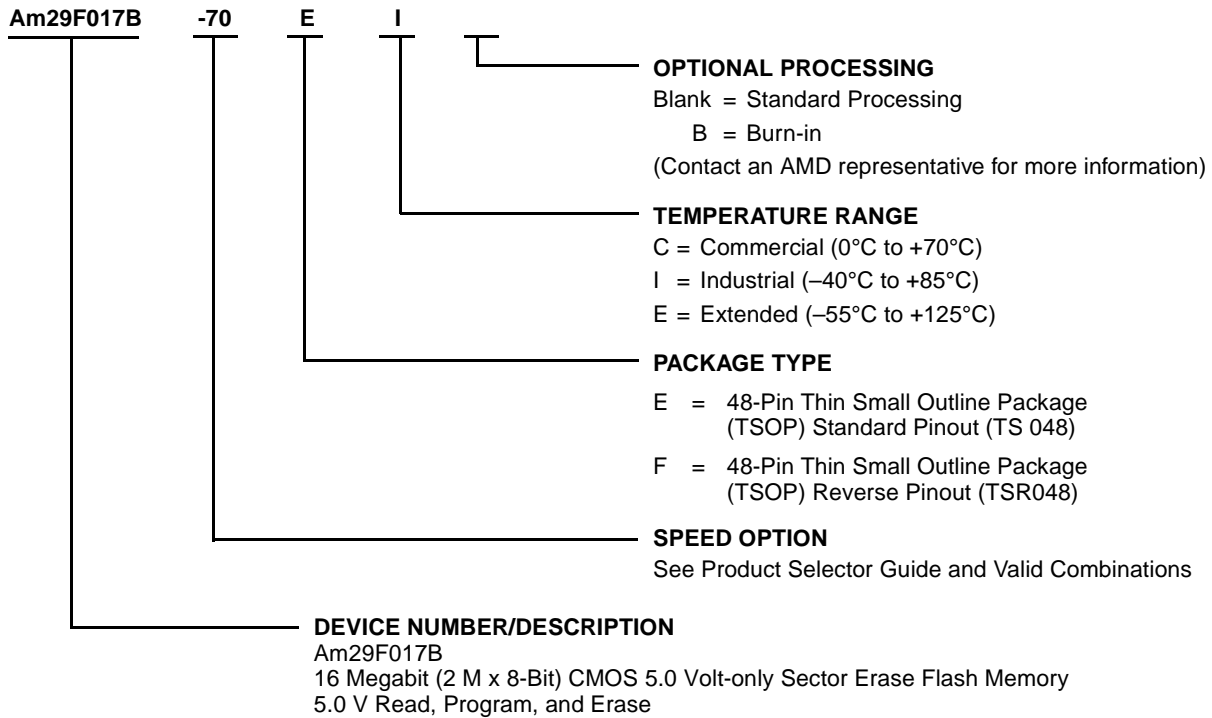 Am29F017B -70 E I
OPTIONAL PROCESSING
Blank = Standard Processing
B = Burn-in
(Contact an AMD representative for more information)
TEMPERATURE RANGE
C = Commercial (0°C to +70°C)
I = Industrial (–40°C to +85°C)
E = Extended (–55°C to +125°C)
PACKAGE TYPE
E = 48-Pin Thin Small Outline Package
(TSOP) Standard Pinout (TS 048)
F = 48-Pin Thin Small Outline Package
(TSOP) Reverse Pinout (TSR048)
SPEED OPTION
See Product Selector Guide and Valid Combinations
DEVICE NUMBER/DESCRIPTION
Am29F017B
16 Megabit (2 M x 8-Bit) CMOS 5.0 Volt-only Sector Erase Flash Memory
5.0 V Read, Program, and Erase